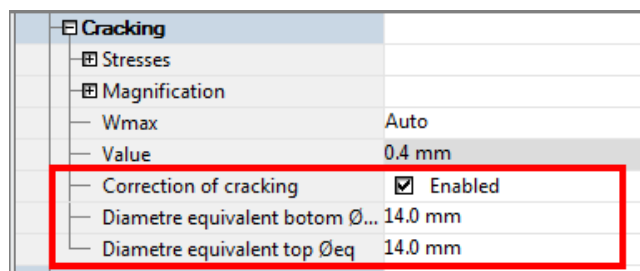 Cracking
Stresses
Magnification
Wmax Auto
Value 0.4 mm
Correction of cracking Enabled
Diametre equivalent botom Ø... 14.0 mm
Diametre equivalent top Øeq 14.0 mm